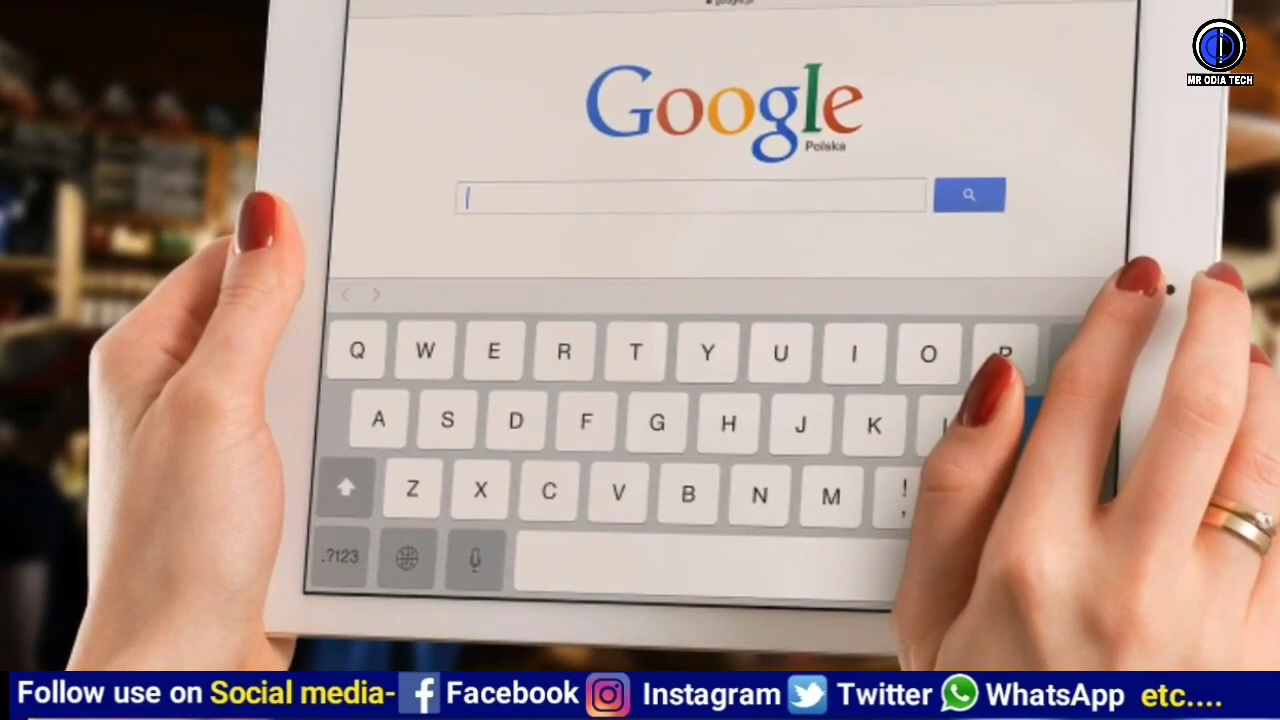 MR ODIA TECH
Google
Polska
Q W E R T Y U I O P
A S D F G H J K
Z X C V B N M ! ,
.?123
Follow use on Social media- Facebook Instagram Twitter WhatsApp etc....